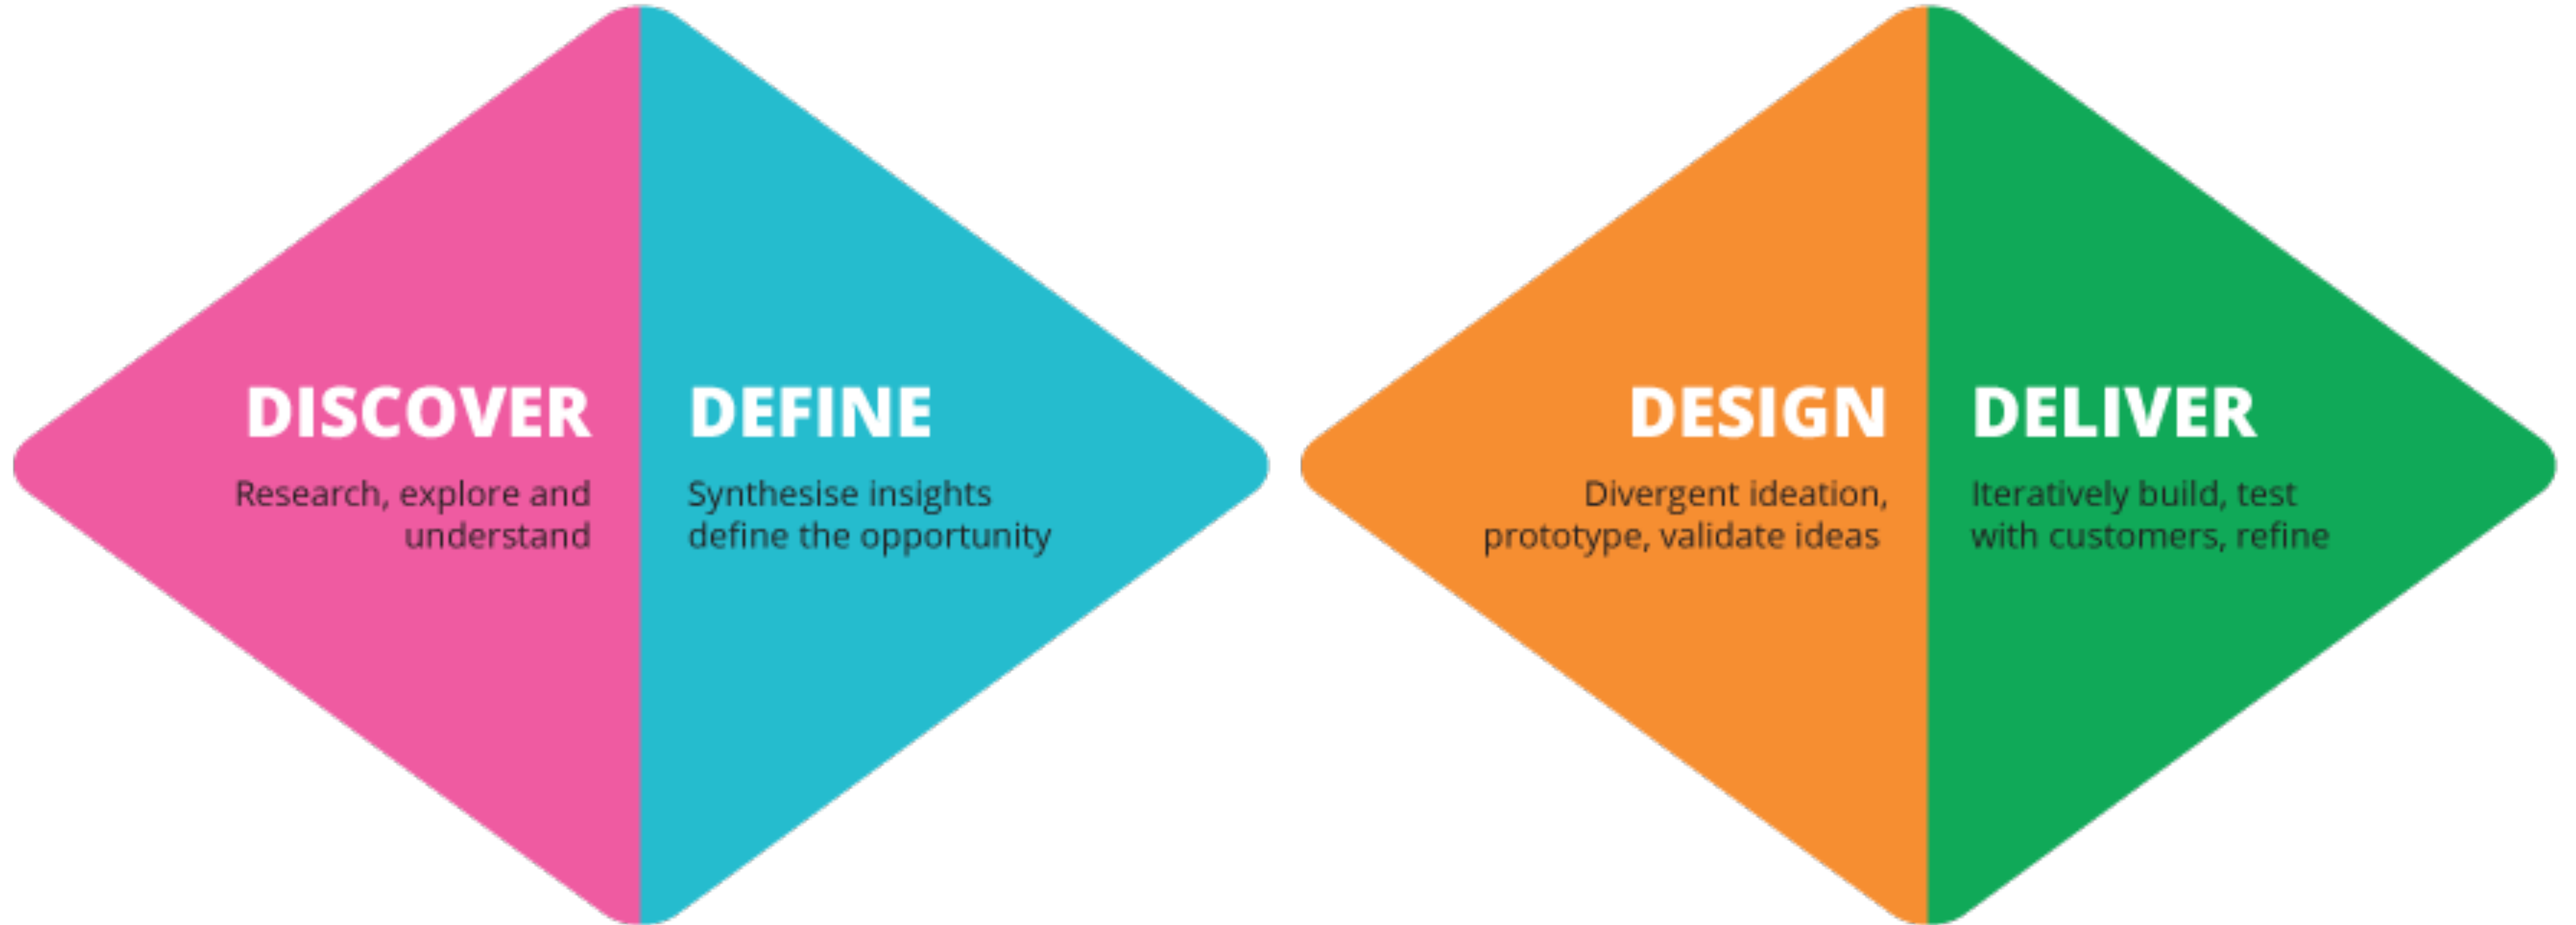 DISCOVER
Research, explore and
understand
DEFINE
Synthesise insights
define the opportunity
DESIGN
Divergent ideation,
prototype, validate ideas
DELIVER
Iteratively build, test
with customers, refine